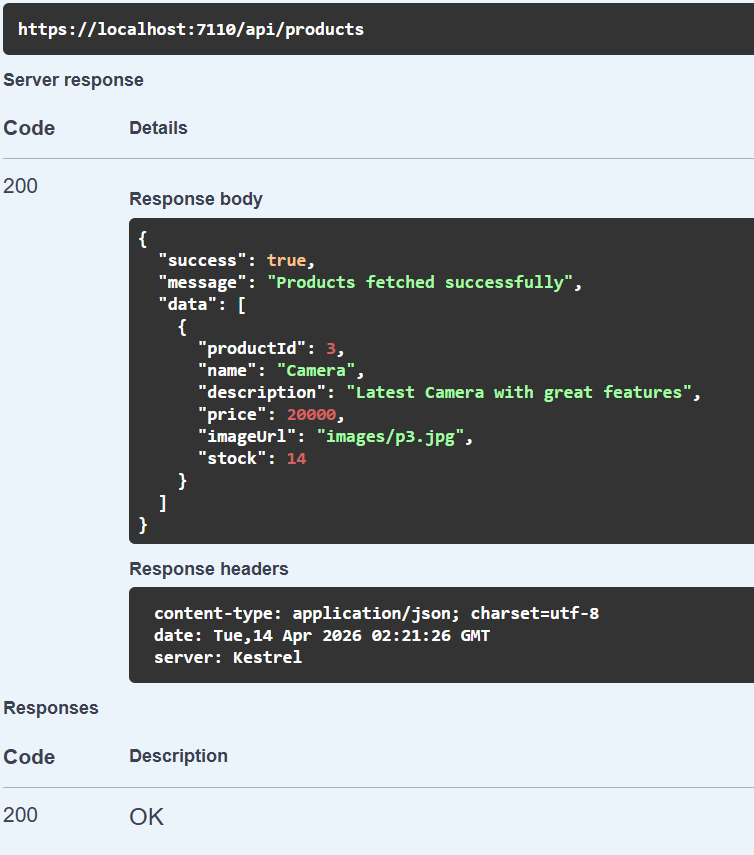 https://localhost:7110/api/products
Server response
Code Details
200
Response body
{
  "success": true,
  "message": "Products fetched successfully",
  "data": [
    {
      "productId": 3,
      "name": "Camera",
      "description": "Latest Camera with great features",
      "price": 20000,
      "imageUrl": "images/p3.jpg",
      "stock": 14
    }
  ]
}
Response headers
content-type: application/json; charset=utf-8
date: Tue,14 Apr 2026 02:21:26 GMT
server: Kestrel
Responses
Code Description
200 OK